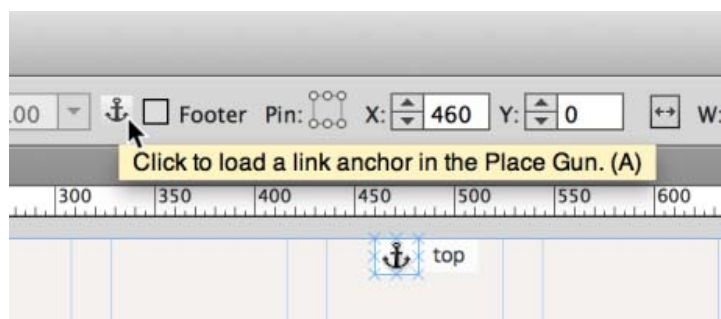 .00 Footer Pin: X: 460 Y: 0 W:
Click to load a link anchor in the Place Gun. (A)
300 350 400 450 500 550 600
top